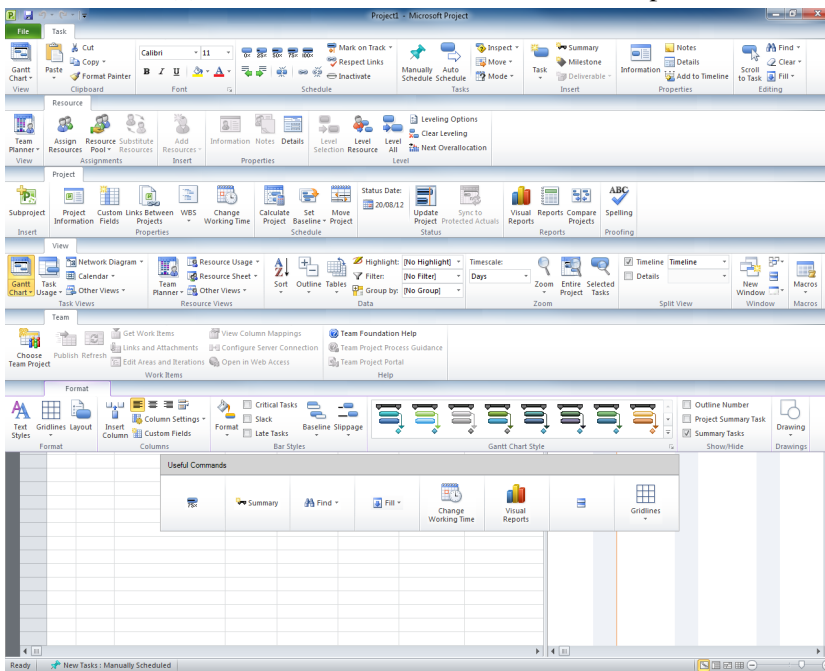 Project1 - Microsoft Project
File Task
Gantt Chart View
Paste Cut Copy Format Painter Clipboard
Calibri 11 B I U A Font
0× 25× 50× 75× 100× Mark on Track Respect Links Inactivate Schedule
Manually Schedule Auto Schedule Inspect Move Mode Tasks
Task Summary Milestone Deliverable Insert
Information Notes Details Add to Timeline Properties
Scroll to Task Find Clear Fill Editing
Resource
Team Planner View
Assign Resources Resource Pool Substitute Resources Assignments
Add Resources Insert
Information Notes Details Properties
Level Selection Level Resource Level All Leveling Options Clear Leveling Next Overallocation Level
Project
Subproject Insert
Project Information Custom Fields Links Between Projects WBS Change Working Time Properties
Calculate Project Set Baseline Move Project Schedule
Status Date: 20/08/12 Update Project Sync to Protected Actuals Status
Visual Reports Reports Compare Projects Reports
ABC Spelling Proofing
View
Gantt Chart Task Usage Network Diagram Calendar Other Views Task Views
Team Planner Resource Usage Resource Sheet Other Views Resource Views
Sort Outline Tables Highlight: [No Highlight] Filter: [No Filter] Group by: [No Group] Data
Timescale: Days Zoom Entire Project Selected Tasks Zoom
Timeline Timeline Details Split View
New Window Window
Macros Macros
Team
Choose Team Project Publish Refresh Get Work Items Links and Attachments Edit Areas and Iterations View Column Mappings Configure Server Connection Open in Web Access Work Items
Team Foundation Help Team Project Process Guidance Team Project Portal Help
Format
Text Styles Gridlines Layout Format
Insert Column Column Settings Custom Fields Columns
Format Critical Tasks Slack Late Tasks Baseline Slippage Bar Styles
Gantt Chart Style
Outline Number Project Summary Task Summary Tasks Show/Hide
Drawing Drawings
Useful Commands
75× Summary Find Fill Change Working Time Visual Reports Gridlines
Ready New Tasks : Manually Scheduled